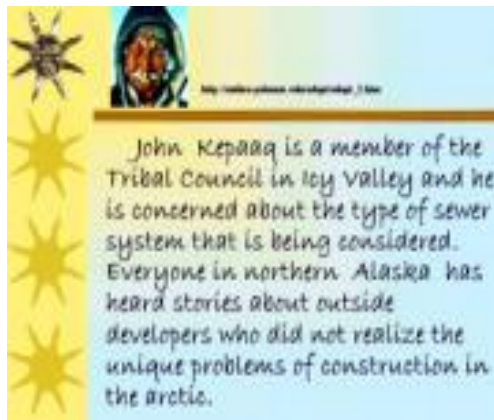 John Kepaaq is a member of the
Tribal Council in Icy Valley and he
is concerned about the type of sewer
system that is being considered.
Everyone in northern Alaska has
heard stories about outside
developers who did not realize the
unique problems of construction in
the arctic.